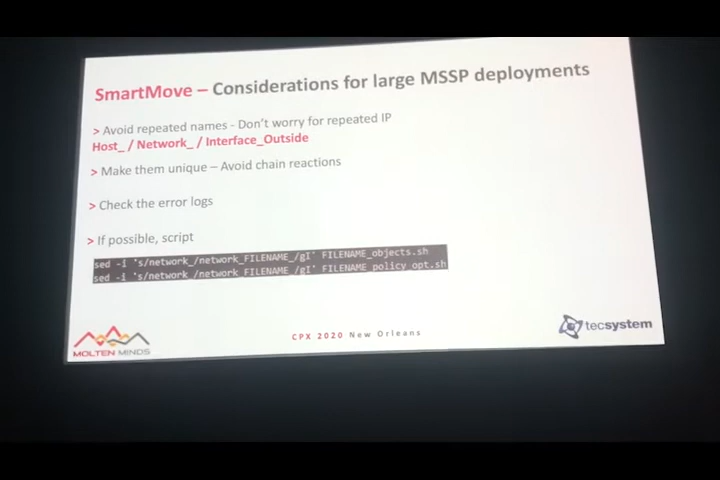 SmartMove – Considerations for large MSSP deployments
> Avoid repeated names - Don't worry for repeated IP
Host_ / Network_ / Interface_Outside
> Make them unique – Avoid chain reactions
> Check the error logs
> If possible, script
sed -i 's/network_/network_FILENAME_/gI' FILENAME_objects.sh
sed -i 's/network_/network_FILENAME_/gI' FILENAME_policy_opt.sh
MOLTEN MINDS
CPX 2020 New Orleans
tecsystem